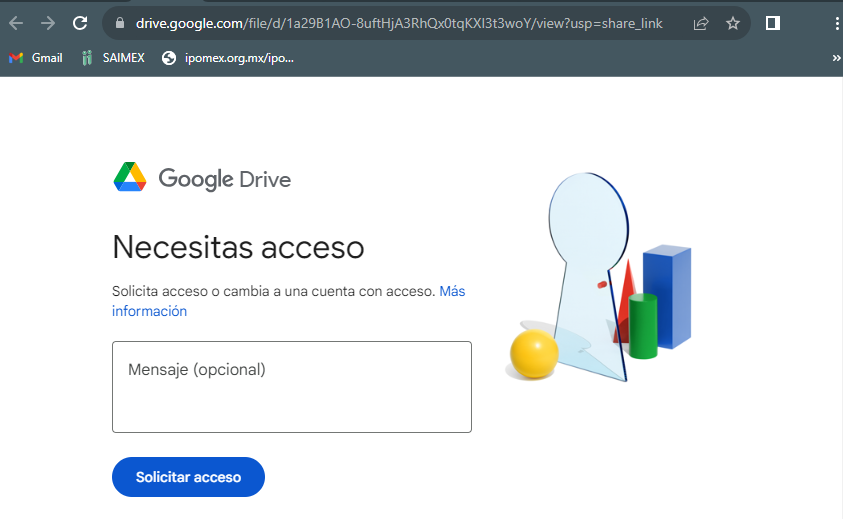 drive.google.com/file/d/1a29B1AO-8uftHjA3RhQx0tqKXl3t3woY/view?usp=share_link
Gmail SAIMEX ipomex.org.mx/ipo... »
Google Drive
Necesitas acceso
Solicita acceso o cambia a una cuenta con acceso. Más
información
Mensaje (opcional)
Solicitar acceso